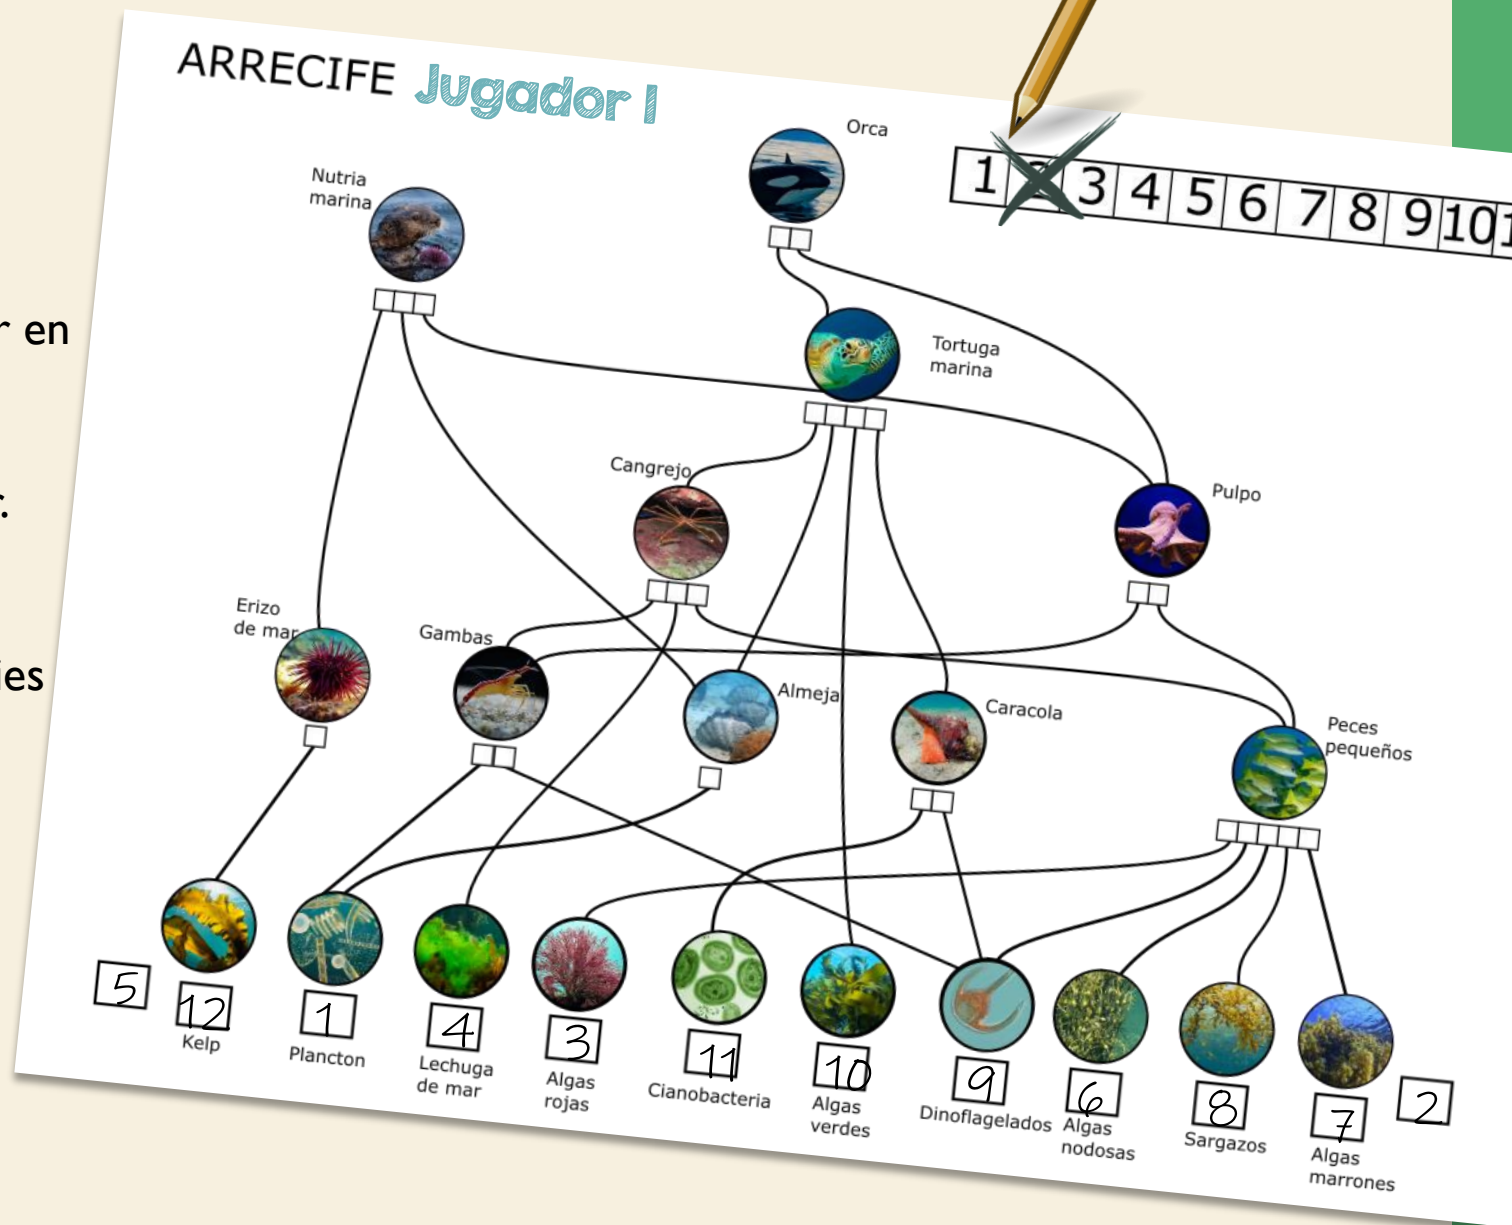 ARRECIFE Jugador 1
Orca
1 2 3 4 5 6 7 8 9 10
Nutria
marina
r en
Tortuga
marina
Cangrejo
Pulpo
r.
Erizo
de mar
Gambas
ies
Almeja
Caracola
Peces
pequeños
5
12
Kelp
1
Plancton
4
Lechuga
de mar
3
Algas
rojas
11
Cianobacteria
10
Algas
verdes
9
Dinoflagelados
6
Algas
nodosas
8
Sargazos
7
Algas
marrones
2